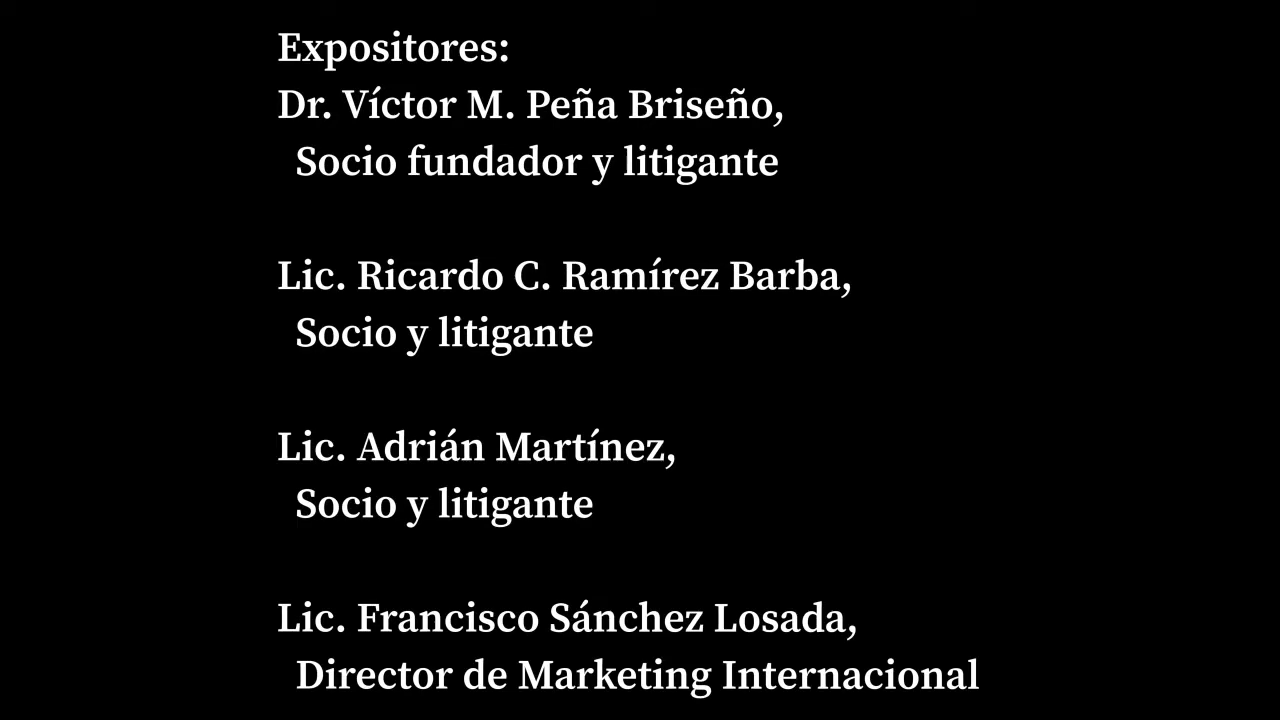 Expositores:
Dr. Víctor M. Peña Briseño,
Socio fundador y litigante
Lic. Ricardo C. Ramírez Barba,
Socio y litigante
Lic. Adrián Martínez,
Socio y litigante
Lic. Francisco Sánchez Losada,
Director de Marketing Internacional